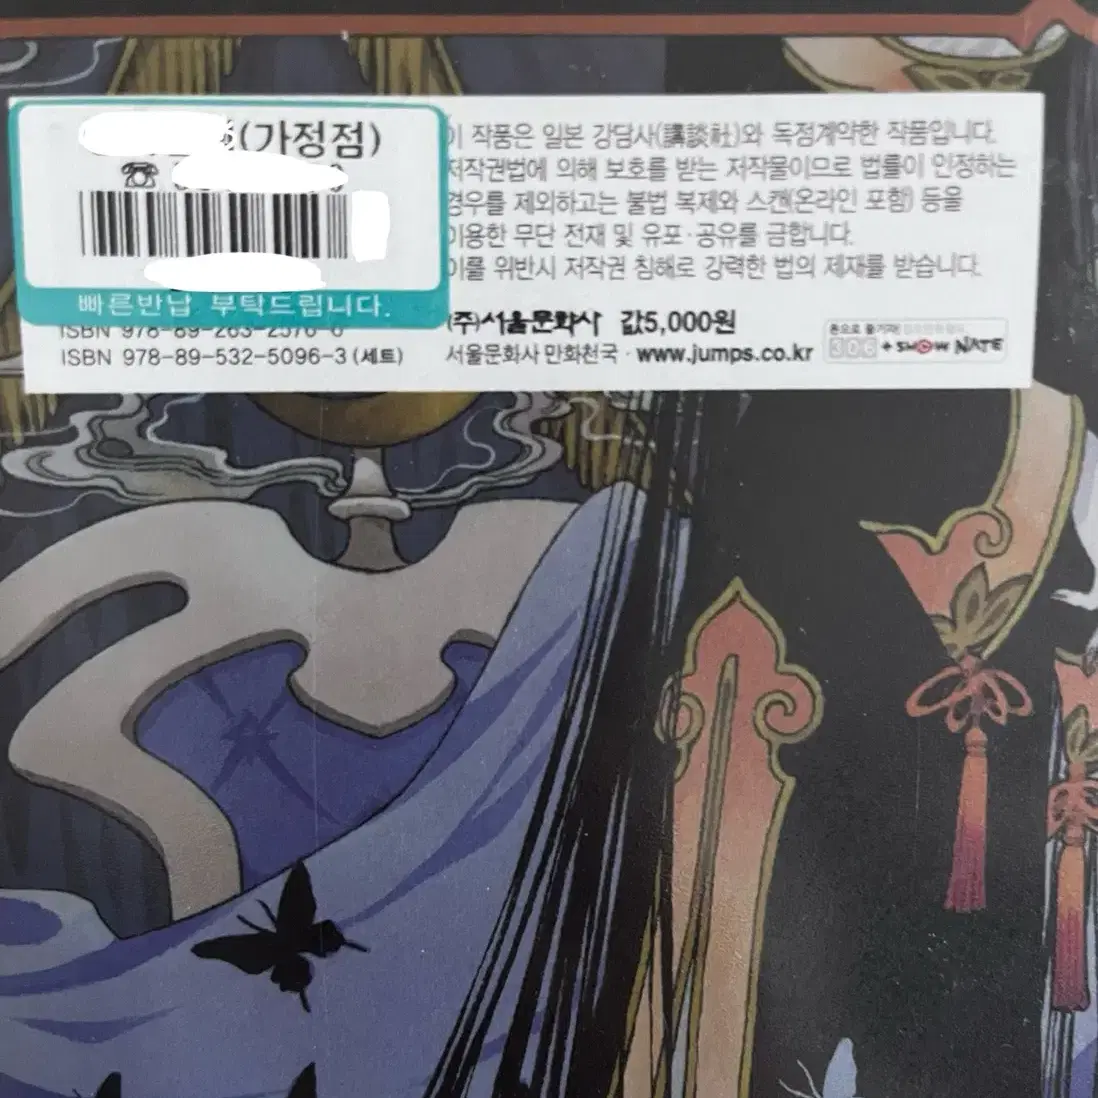 (가정점)
빠른반납 부탁드립니다.
이 작품은 일본 강담사(講談社)와 독점계약한 작품입니다.
저작권법에 의해 보호를 받는 저작물이므로 법률이 인정하는
경우를 제외하고는 불법 복제와 스캔(온라인 포함) 등을
이용한 무단 전재 및 유포·공유를 금합니다.
이를 위반시 저작권 침해로 강력한 법의 제재를 받습니다.
ISBN 978-89-263-2576-6
ISBN 978-89-532-5096-3 (세트)
(주)서울문화사 값5,000원
서울문화사 만화천국 · www.jumps.co.kr
306 + SHOW NATE